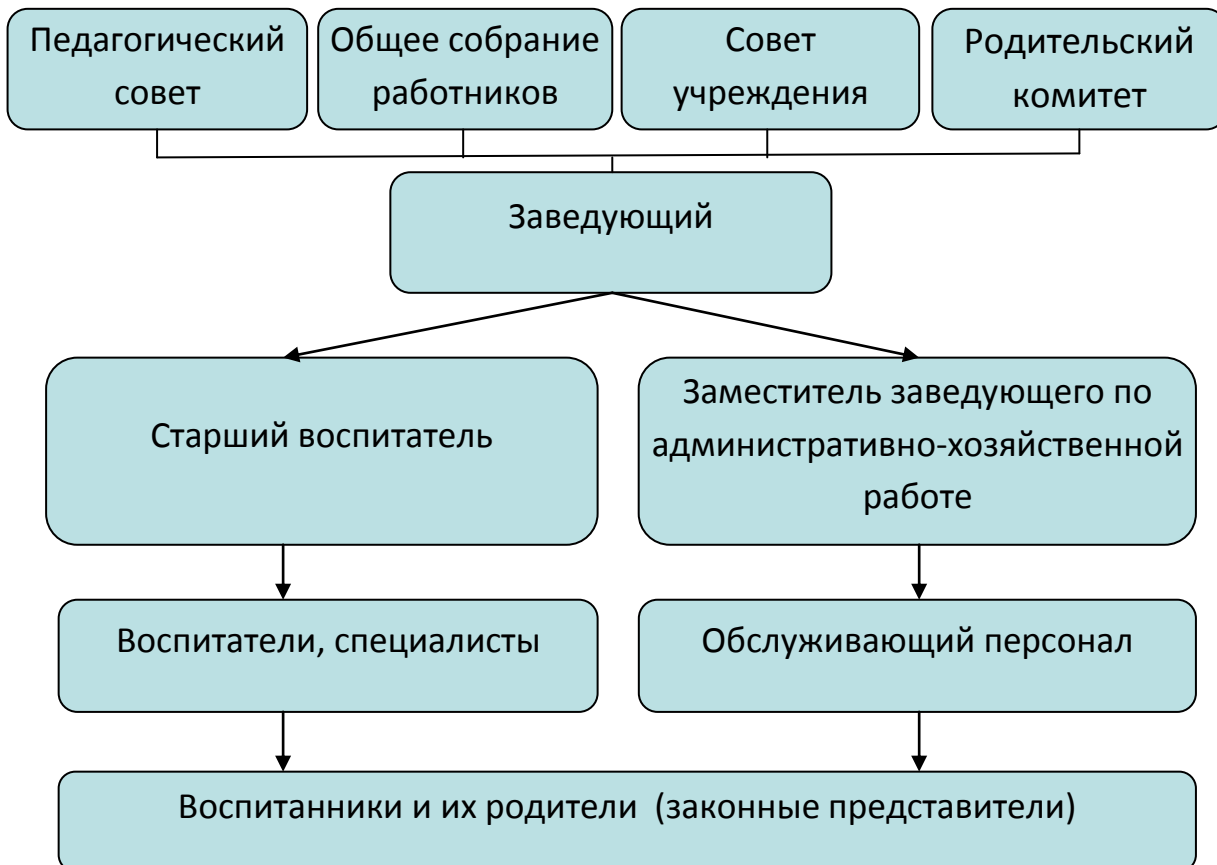 Педагогический
совет
Общее собрание
работников
Совет
учреждения
Родительский
комитет
Заведующий
Старший воспитатель
Заместитель заведующего по
административно-хозяйственной
работе
Воспитатели, специалисты
Обслуживающий персонал
Воспитанники и их родители (законные представители)